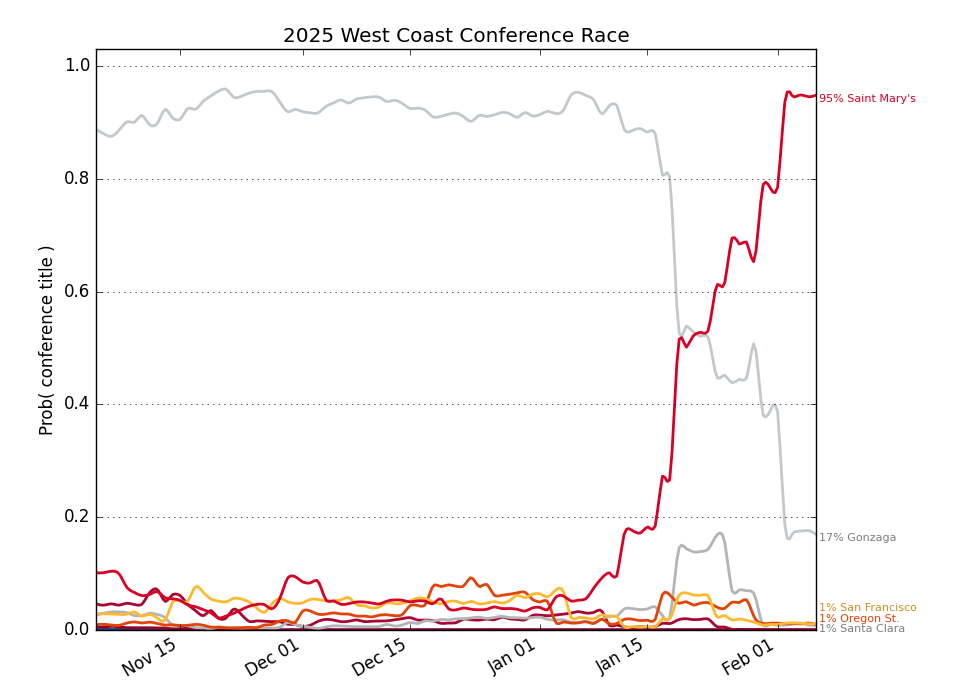 2025 West Coast Conference Race
Prob( conference title )
1.0
0.8
0.6
0.4
0.2
0.0
95% Saint Mary's
17% Gonzaga
1% San Francisco
1% Oregon St.
1% Santa Clara
Nov 15
Dec 01
Dec 15
Jan 01
Jan 15
Feb 01